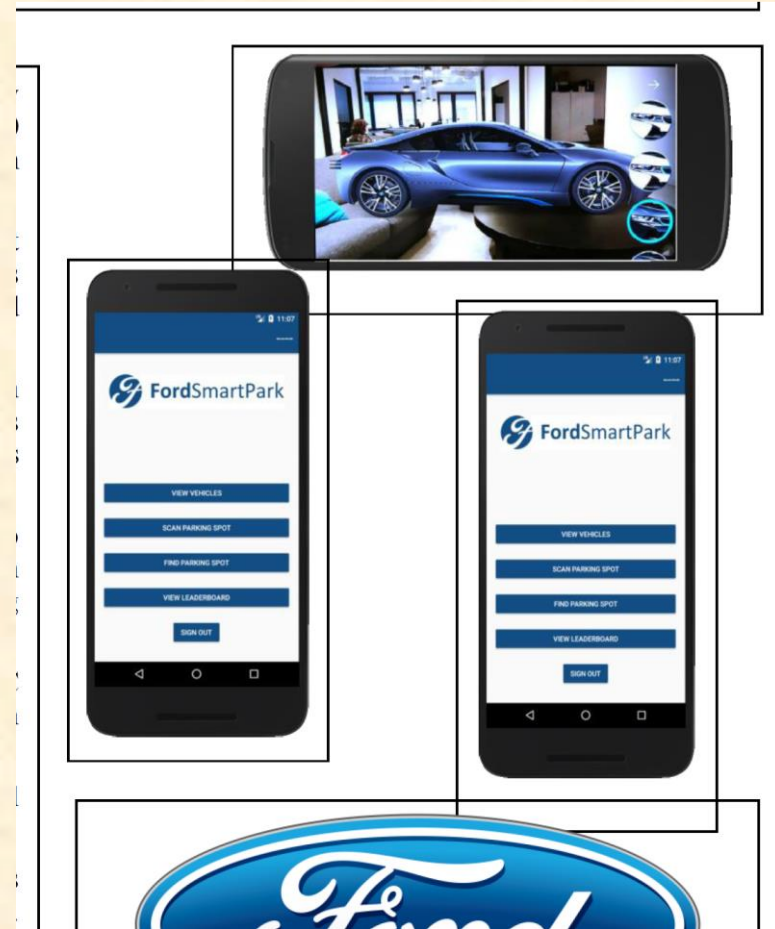 11:07
FordSmartPark
VIEW VEHICLES
SCAN PARKING SPOT
FIND PARKING SPOT
VIEW LEADERBOARD
SIGN OUT
11:07
FordSmartPark
VIEW VEHICLES
SCAN PARKING SPOT
FIND PARKING SPOT
VIEW LEADERBOARD
SIGN OUT
Ford